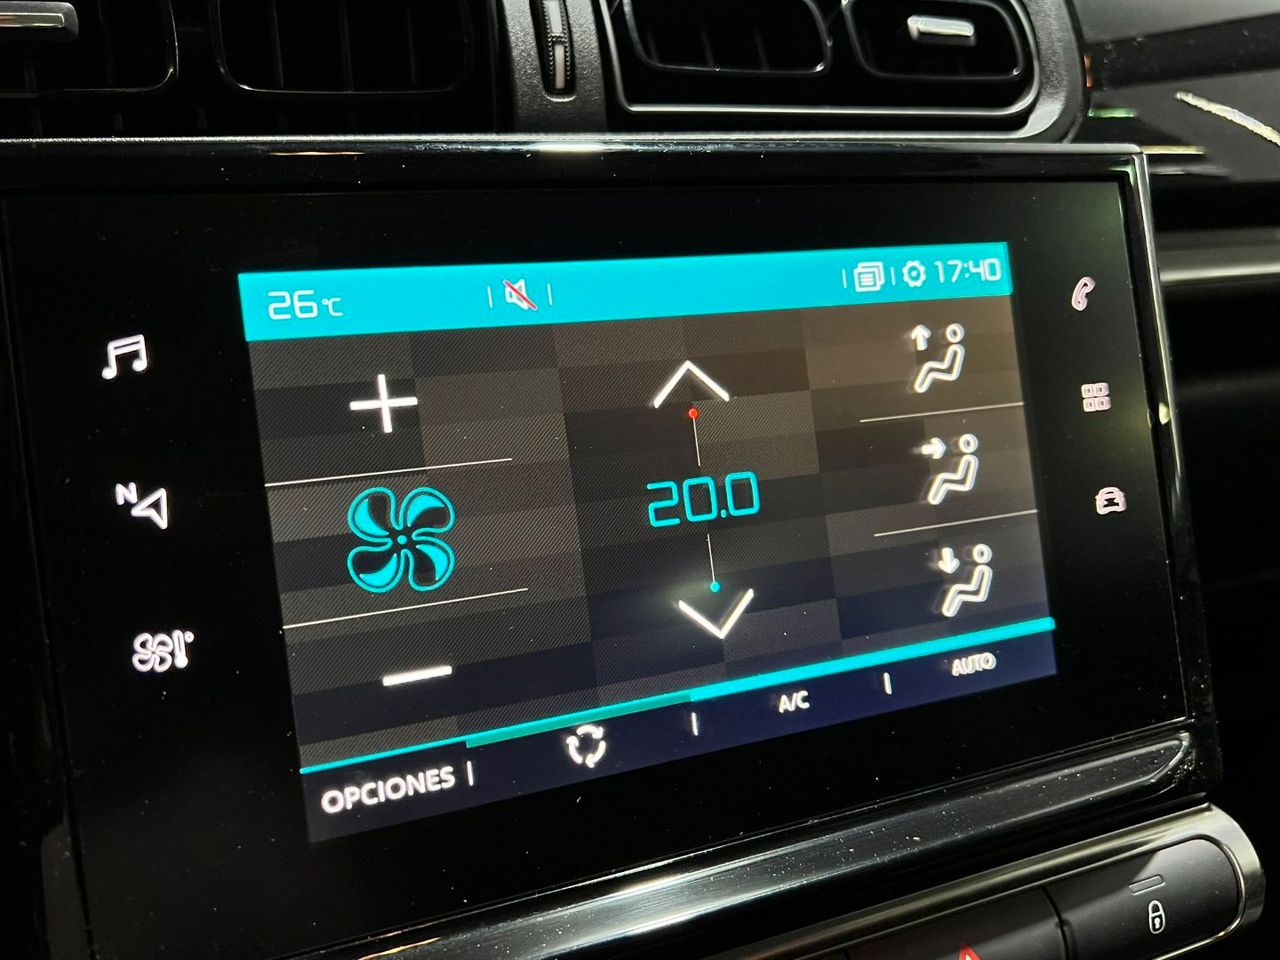 26°C
17:40
N
20.0
OPCIONES
A/C
AUTO